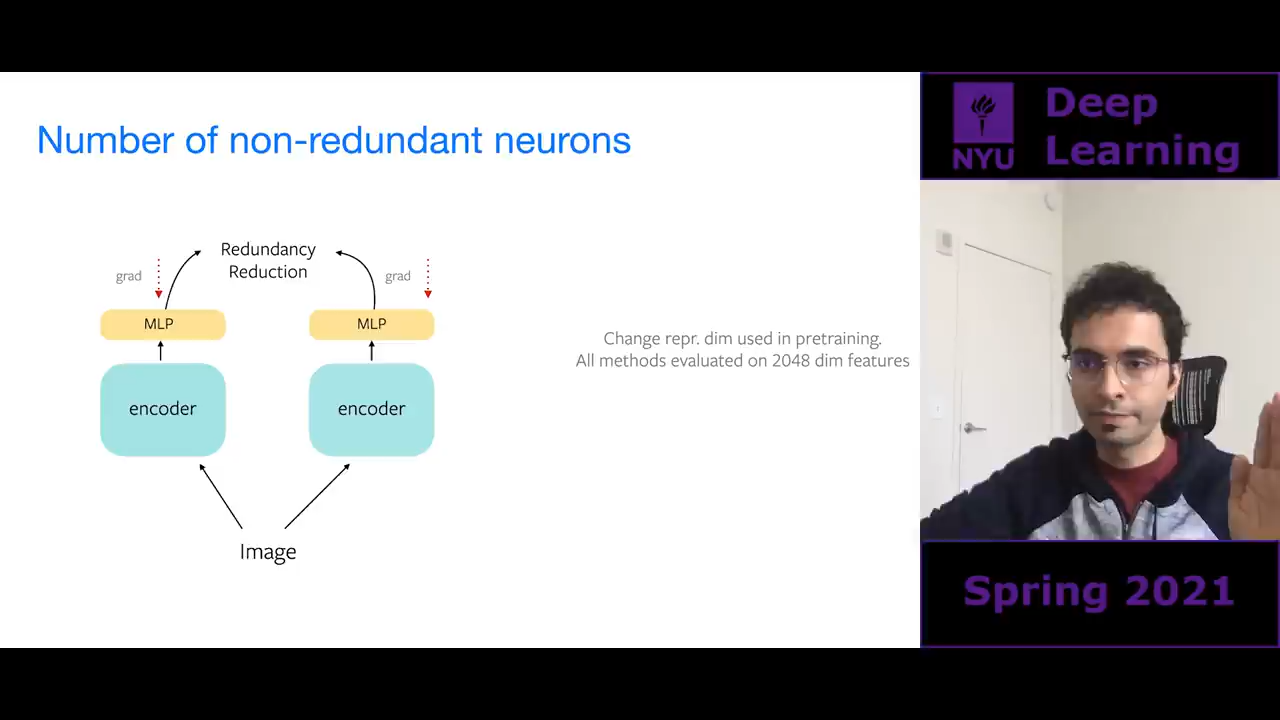 Number of non-redundant neurons
Redundancy
Reduction
grad
grad
MLP
MLP
encoder
encoder
Image
Change repr. dim used in pretraining.
All methods evaluated on 2048 dim features
NYU
Deep
Learning
Spring 2021